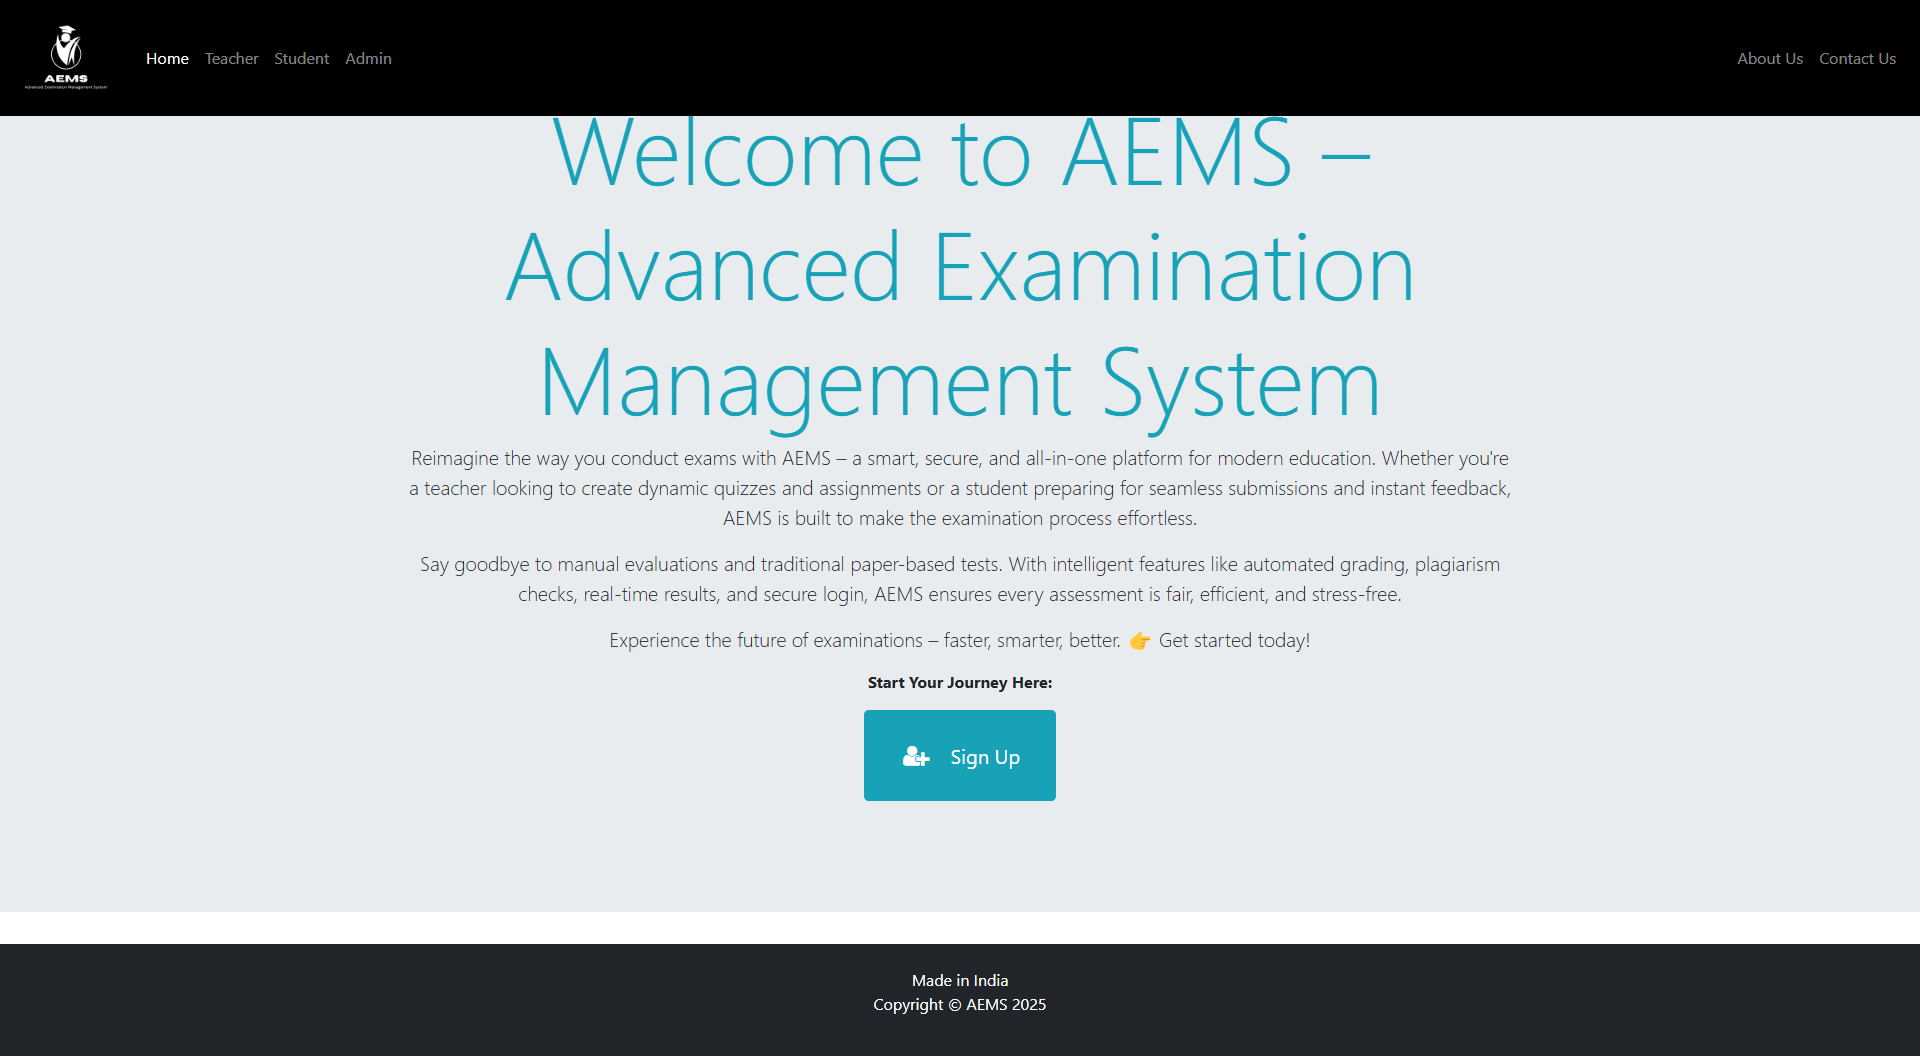 AEMS
Advanced Examination Management System
Home Teacher Student Admin
About Us Contact Us
Welcome to AEMS –
Advanced Examination
Management System
Reimagine the way you conduct exams with AEMS – a smart, secure, and all-in-one platform for modern education. Whether you're
a teacher looking to create dynamic quizzes and assignments or a student preparing for seamless submissions and instant feedback,
AEMS is built to make the examination process effortless.
Say goodbye to manual evaluations and traditional paper-based tests. With intelligent features like automated grading, plagiarism
checks, real-time results, and secure login, AEMS ensures every assessment is fair, efficient, and stress-free.
Experience the future of examinations – faster, smarter, better. 👉 Get started today!
Start Your Journey Here:
Sign Up
Made in India
Copyright © AEMS 2025